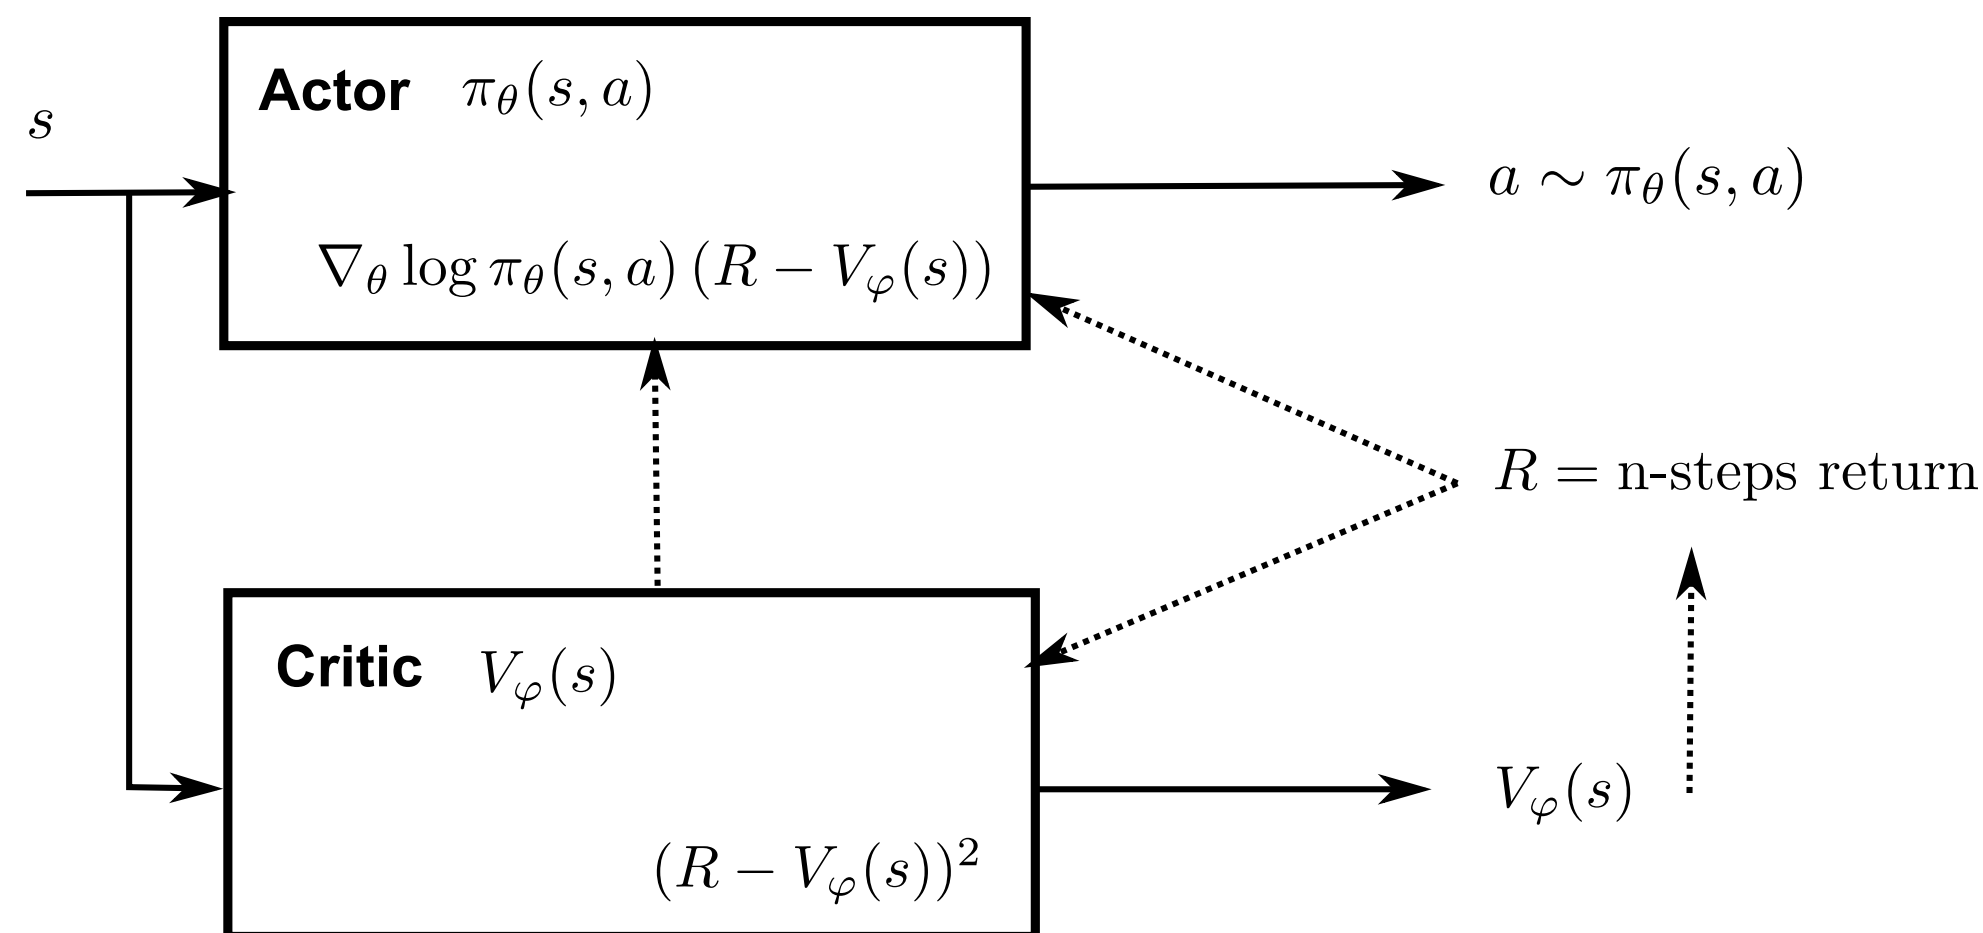 s
Actor π_θ(s, a)
∇_θ log π_θ(s, a) (R − V_φ(s))
a ∼ π_θ(s, a)
R = n-steps return
Critic V_φ(s)
V_φ(s)
(R − V_φ(s))²